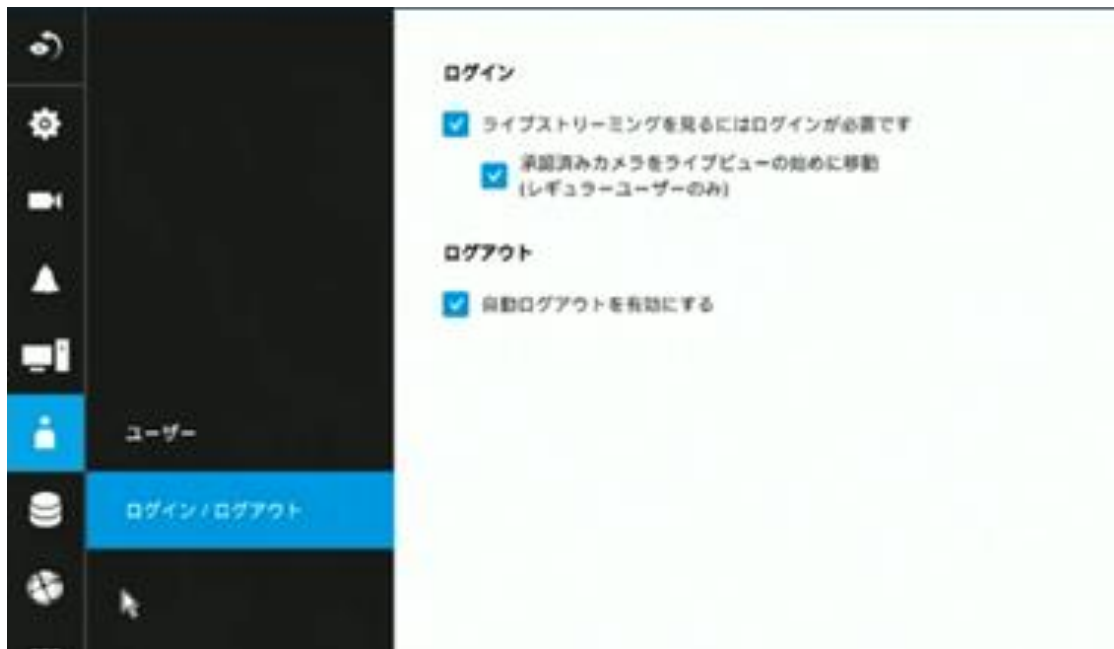 ログイン
ライブストリーミングを見るにはログインが必要です
承認済みカメラをライブビューの始めに移動
(レギュラーユーザーのみ)
ログアウト
自動ログアウトを有効にする
ユーザー
ログイン / ログアウト